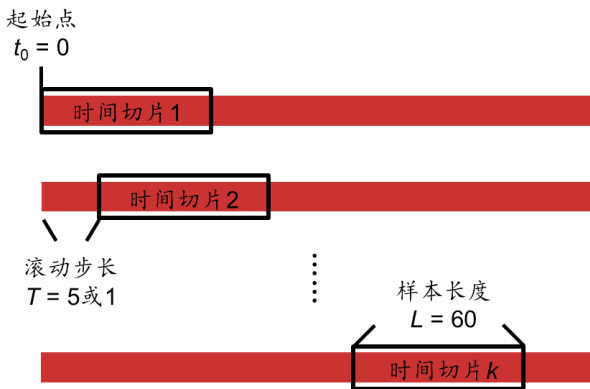 起始点
t₀ = 0
时间切片1
时间切片2
滚动步长
T = 5或1
样本长度
L = 60
时间切片k